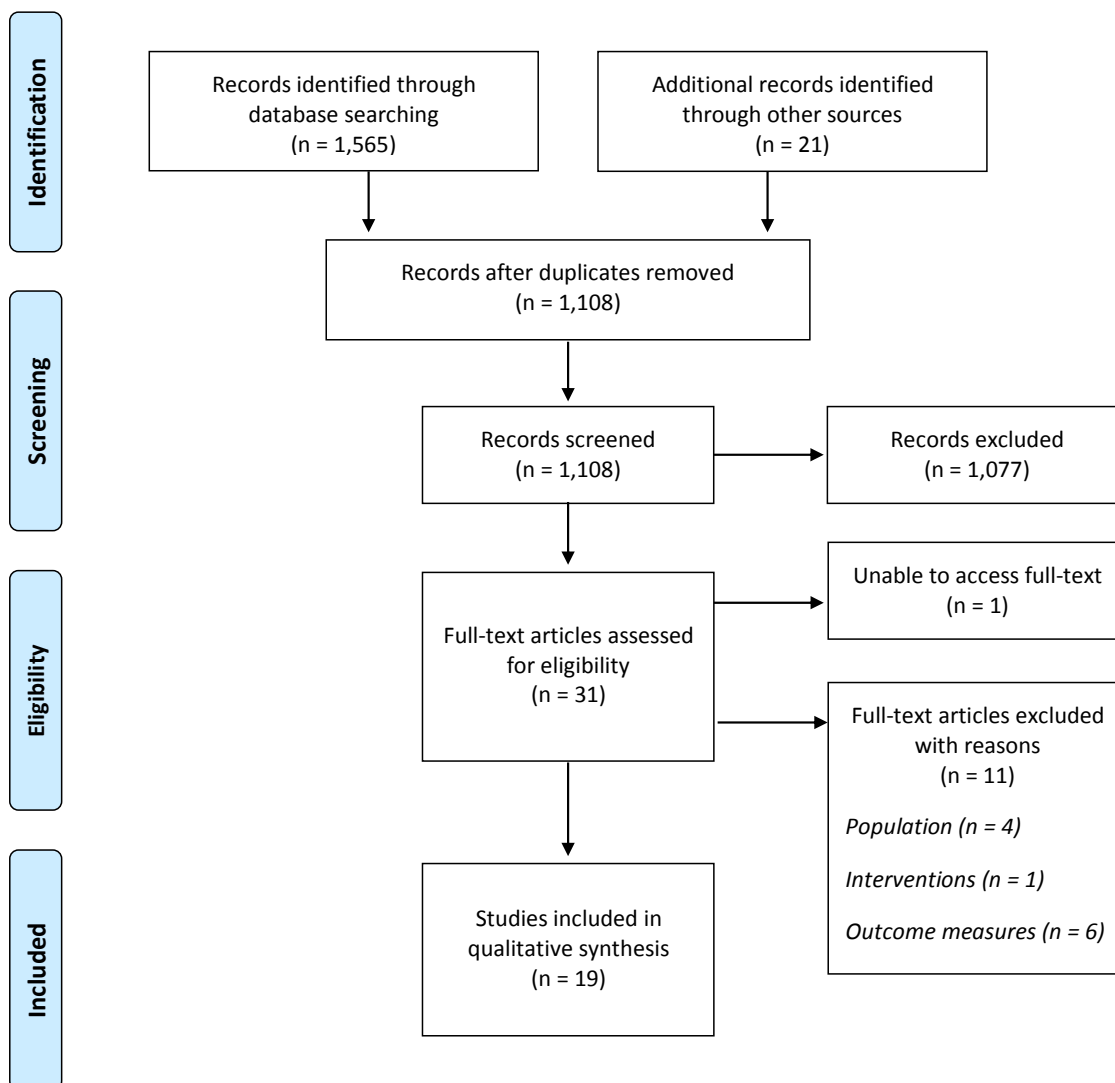 Identification
Records identified through
database searching
(n = 1,565)
Additional records identified
through other sources
(n = 21)
Records after duplicates removed
(n = 1,108)
Screening
Records screened
(n = 1,108)
Records excluded
(n = 1,077)
Eligibility
Full-text articles assessed
for eligibility
(n = 31)
Unable to access full-text
(n = 1)
Full-text articles excluded
with reasons
(n = 11)
Population (n = 4)
Interventions (n = 1)
Outcome measures (n = 6)
Included
Studies included in
qualitative synthesis
(n = 19)